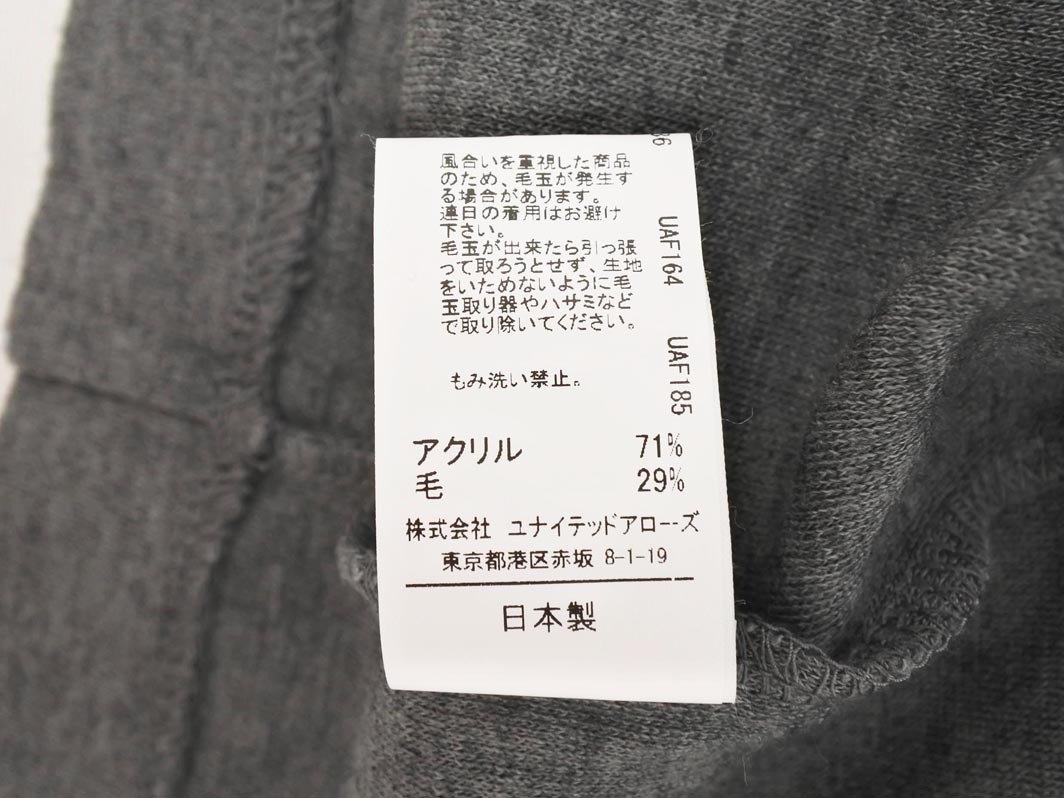 風合いを重視した商品
のため、毛玉が発生す
る場合があります。
連日の着用はお避け
下さい。
毛玉が出来たら引っ張
って取ろうとせず、生地
をいためないように毛
玉取り器やハサミなど
で取り除いてください。
もみ洗い禁止。
アクリル 71%
毛 29%
株式会社 ユナイテッドアローズ
東京都港区赤坂 8-1-19
日本製
UAF164
UAF185